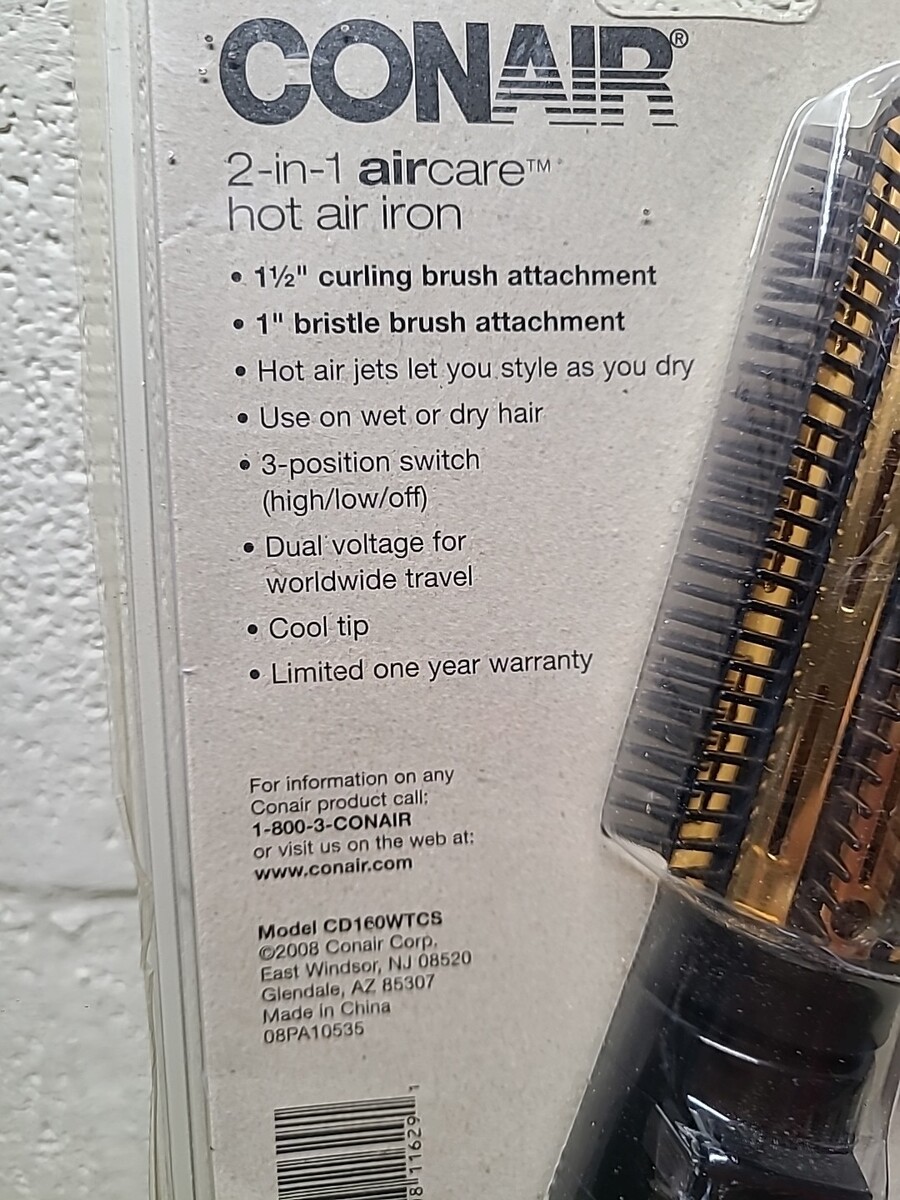 CONAIR®
2-in-1 aircare™
hot air iron
• 1½" curling brush attachment
• 1" bristle brush attachment
• Hot air jets let you style as you dry
• Use on wet or dry hair
• 3-position switch
(high/low/off)
• Dual voltage for
worldwide travel
• Cool tip
• Limited one year warranty
For information on any
Conair product call:
1-800-3-CONAIR
or visit us on the web at:
www.conair.com
Model CD160WTCS
©2008 Conair Corp.
East Windsor, NJ 08520
Glendale, AZ 85307
Made in China
08PA10535
8 11629 1